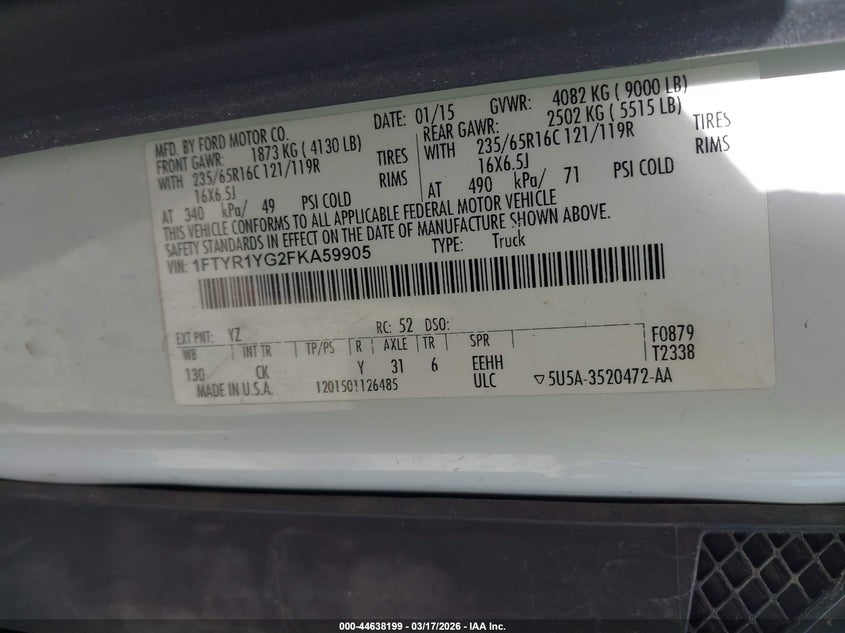 MFD. BY FORD MOTOR CO.
DATE: 01/15
GVWR: 4082 KG ( 9000 LB)
FRONT GAWR: 1873 KG ( 4130 LB)
REAR GAWR: 2502 KG ( 5515 LB)
WITH 235/65R16C 121/119R TIRES
WITH 235/65R16C 121/119R TIRES
16X6.5J RIMS
16X6.5J RIMS
AT 340 kPa/ 49 PSI COLD
AT 490 kPa/ 71 PSI COLD
THIS VEHICLE CONFORMS TO ALL APPLICABLE FEDERAL MOTOR VEHICLE
SAFETY STANDARDS IN EFFECT ON THE DATE OF MANUFACTURE SHOWN ABOVE.
VIN: 1FTYR1YG2FKA59905
TYPE: Truck
EXT PNT: YZ RC: 52 DSO:
WB INT TR TP/PS R AXLE TR SPR
130 CK Y 31 6 EEHH
ULC
F0879
T2338
MADE IN U.S.A. 1201501126485
▽5U5A-3520472-AA
000-44638199 — 03/17/2026 — IAA Inc.